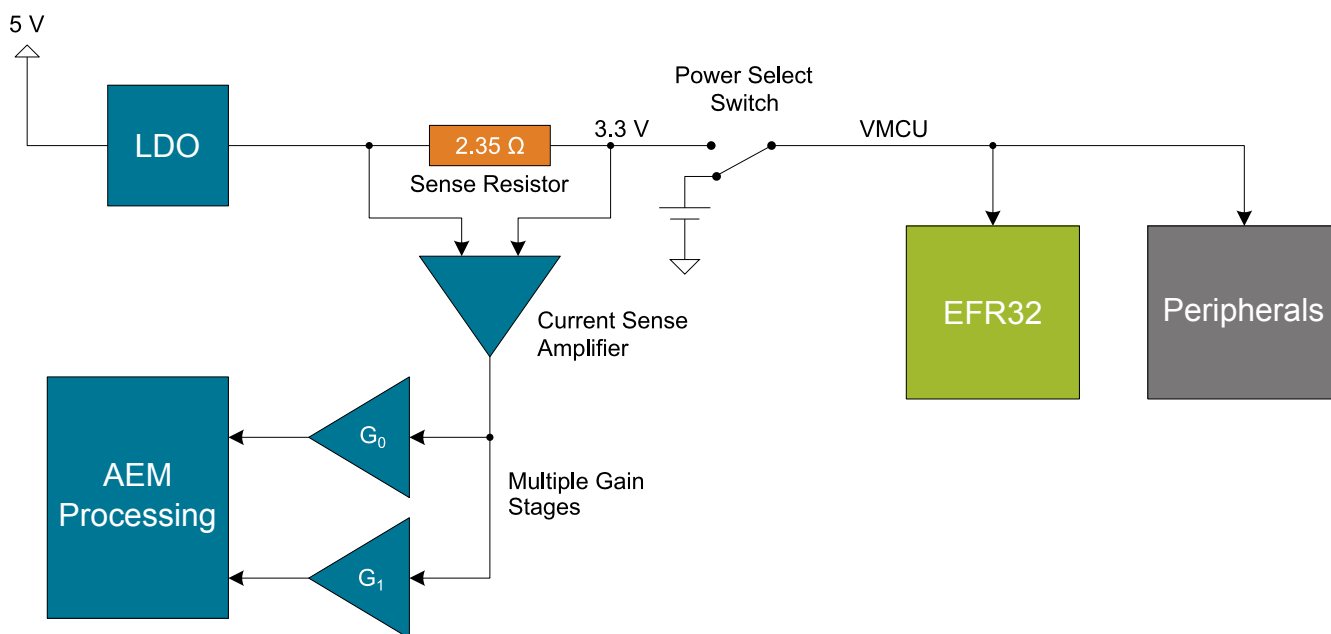 5 V
Power Select
Switch
LDO
2.35 Ω
3.3 V
VMCU
Sense Resistor
EFR32
Peripherals
Current Sense
Amplifier
G₀
AEM
Processing
Multiple Gain
Stages
G₁